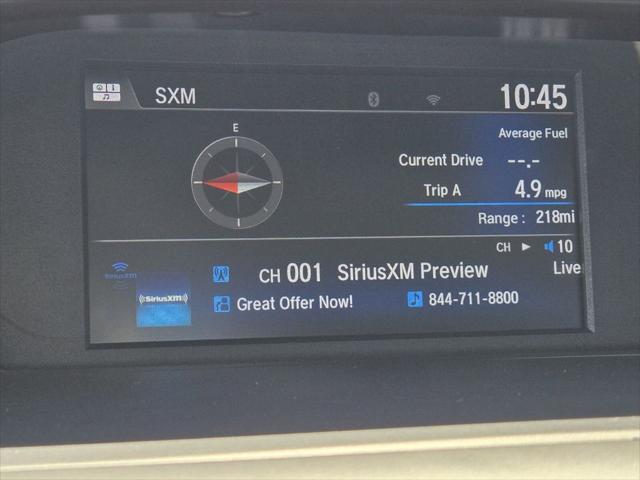 SXM
10:45
E
Average Fuel
Current Drive --.-
Trip A 4.9 mpg
Range : 218mi
CH ▶ 10
SiriusXM
CH 001 SiriusXM Preview Live
(((SiriusXM)))
Great Offer Now! 844-711-8800